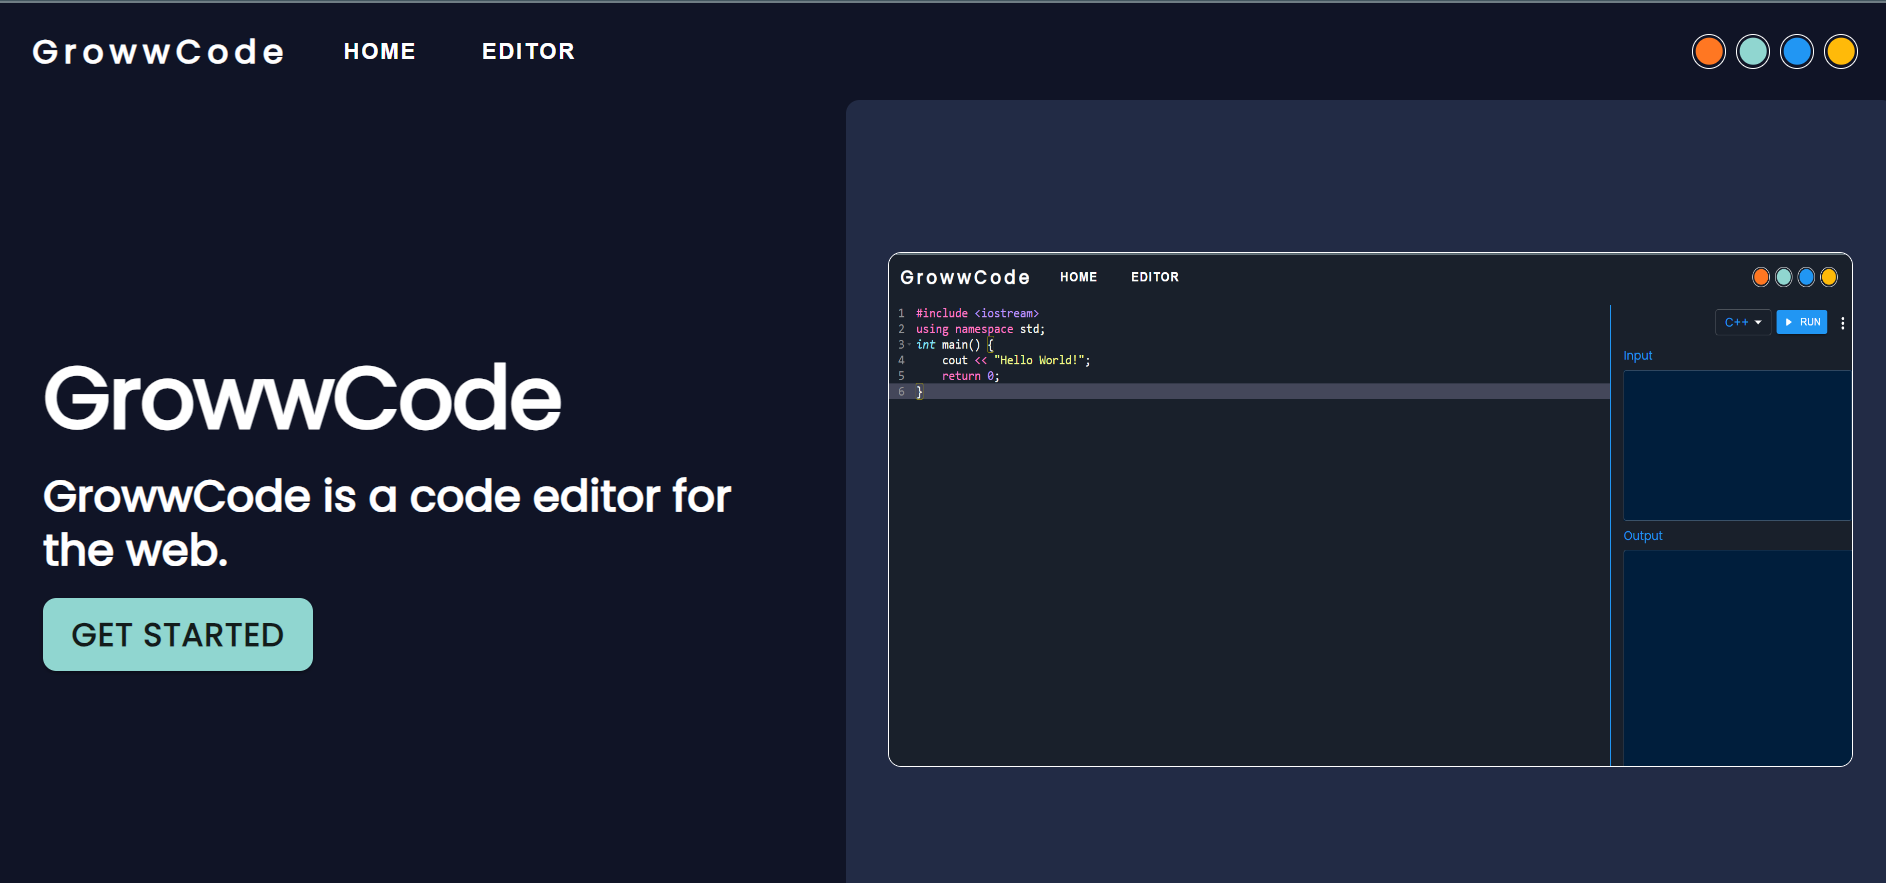 GrowwCode HOME EDITOR
GrowwCode
GrowwCode is a code editor for
the web.
GET STARTED
GrowwCode HOME EDITOR
1 #include <iostream>
2 using namespace std;
3 int main() {
4 cout << "Hello World!";
5 return 0;
6 }
C++ RUN
Input
Output